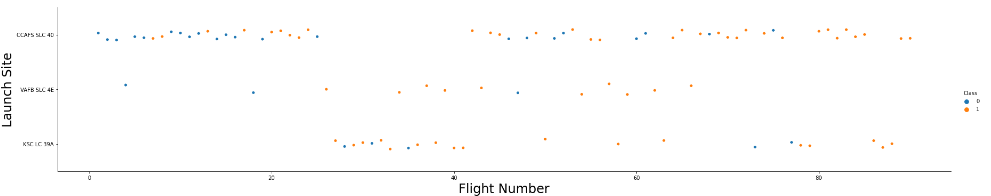 Launch Site
CCAFS SLC 40
VAFB SLC 4E
KSC LC 39A
0 20 40 60 80
Flight Number
Class
0
1